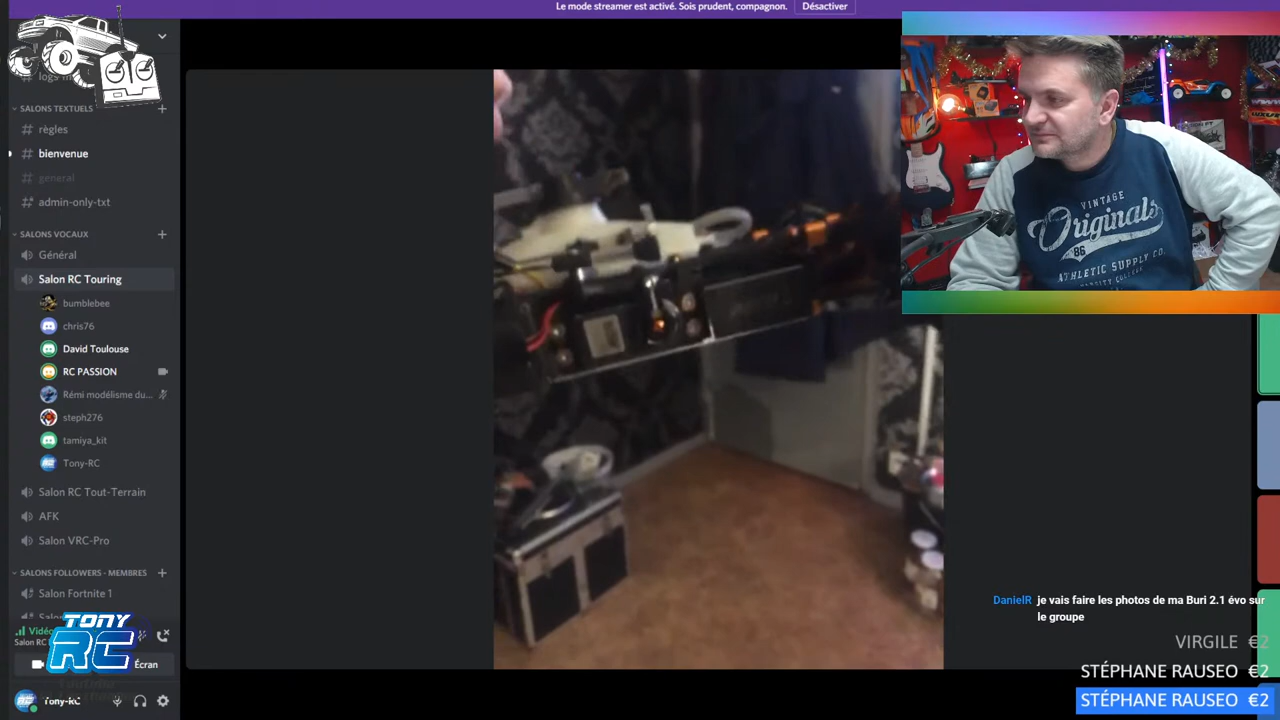 Le mode streamer est activé. Sois prudent, compagnon.
Désactiver
SALONS TEXTUELS
règles
bienvenue
general
admin-only-txt
SALONS VOCAUX
Général
Salon RC Touring
bumblebee
chris76
David Toulouse
RC PASSION
Rémi modélisme du...
steph276
tamiya_kit
Tony-RC
Salon RC Tout-Terrain
AFK
Salon VRC-Pro
SALONS FOLLOWERS - MEMBRES
Salon Fortnite 1
TONY
RC
Salon RC
Écran
Tony-RC
VINTAGE
Originals
86
ATHLETIC SUPPLY CO.
DanielR je vais faire les photos de ma Buri 2.1 évo sur
le groupe
VIRGILE €2
STÉPHANE RAUSEO €2
STÉPHANE RAUSEO €2